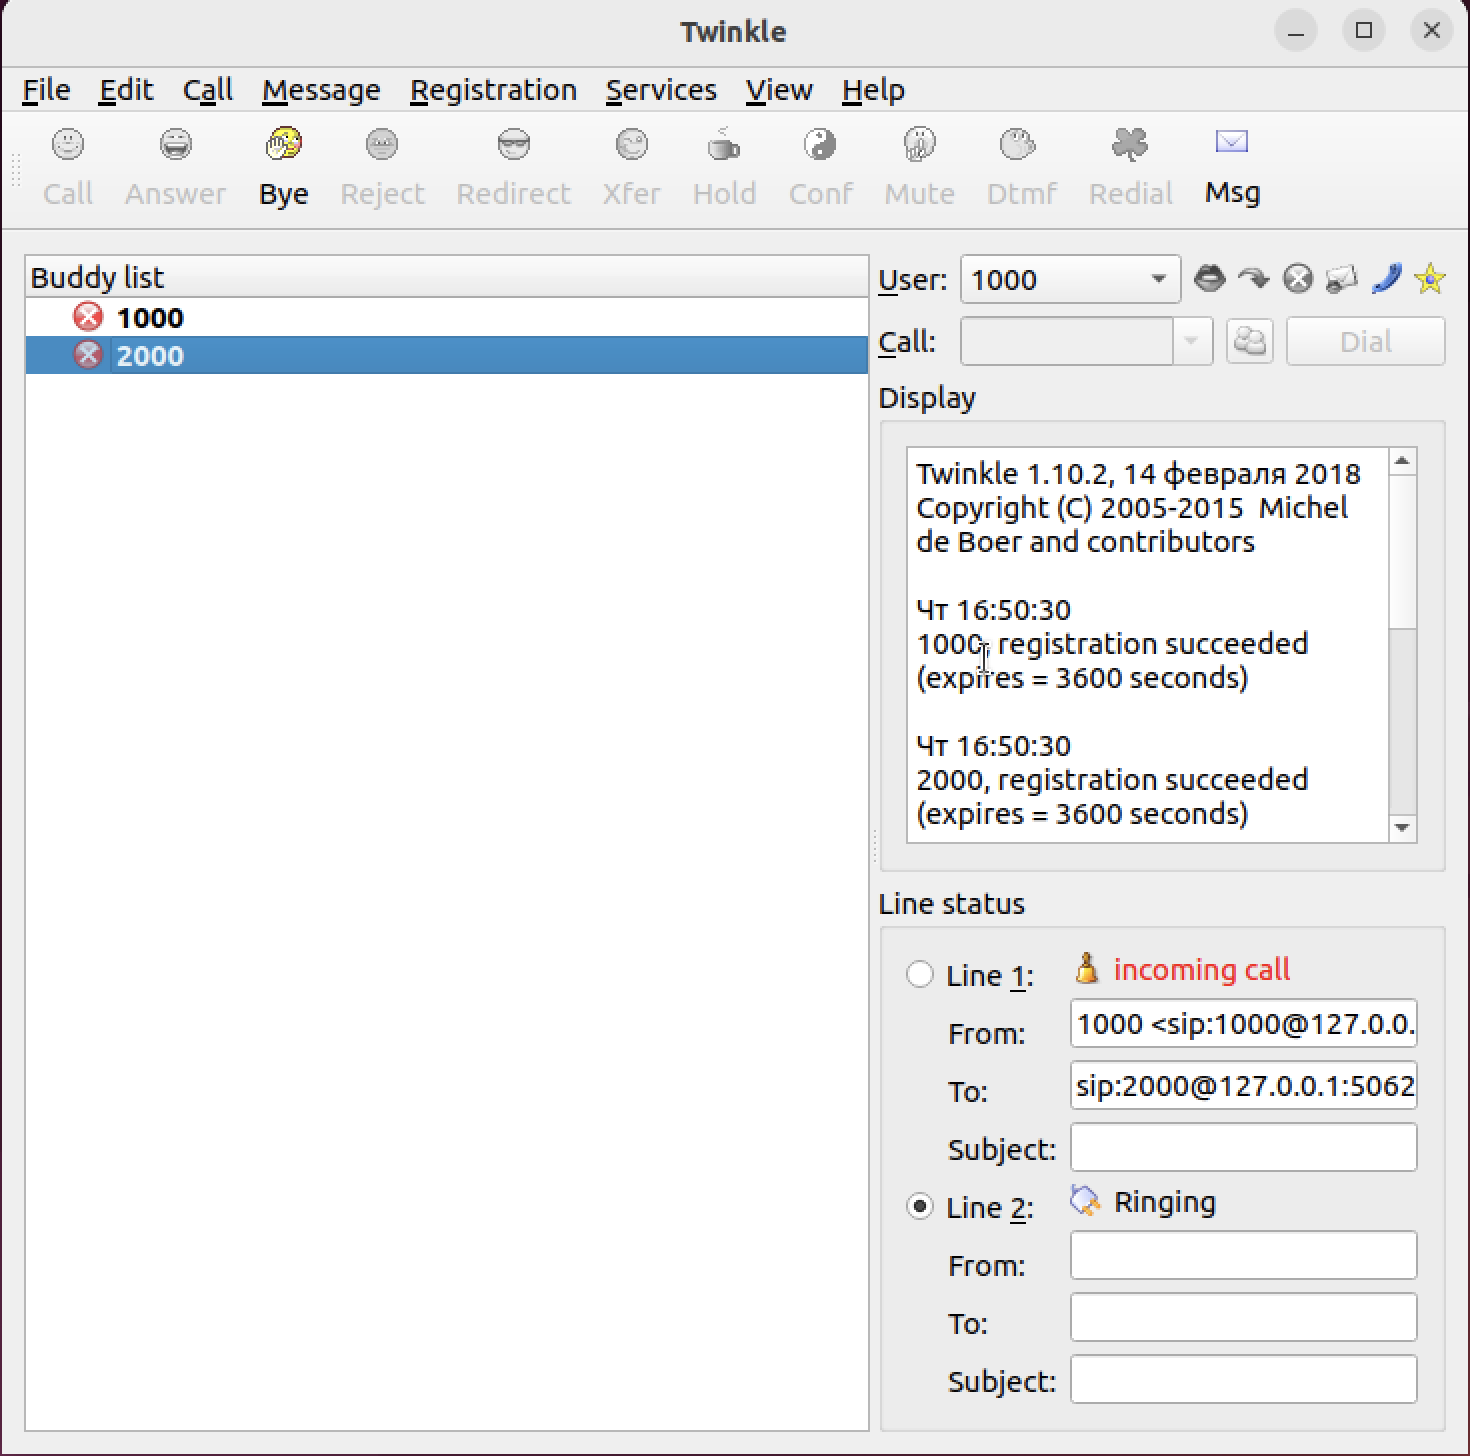 Twinkle
File Edit Call Message Registration Services View Help
Call Answer Bye Reject Redirect Xfer Hold Conf Mute Dtmf Redial Msg
Buddy list
1000
2000
User: 1000
Call: Dial
Display
Twinkle 1.10.2, 14 февраля 2018
Copyright (C) 2005-2015 Michel
de Boer and contributors
Чт 16:50:30
1000, registration succeeded
(expires = 3600 seconds)
Чт 16:50:30
2000, registration succeeded
(expires = 3600 seconds)
Line status
Line 1: incoming call
From: 1000 <sip:1000@127.0.0.
To: sip:2000@127.0.0.1:5062
Subject:
Line 2: Ringing
From:
To:
Subject: